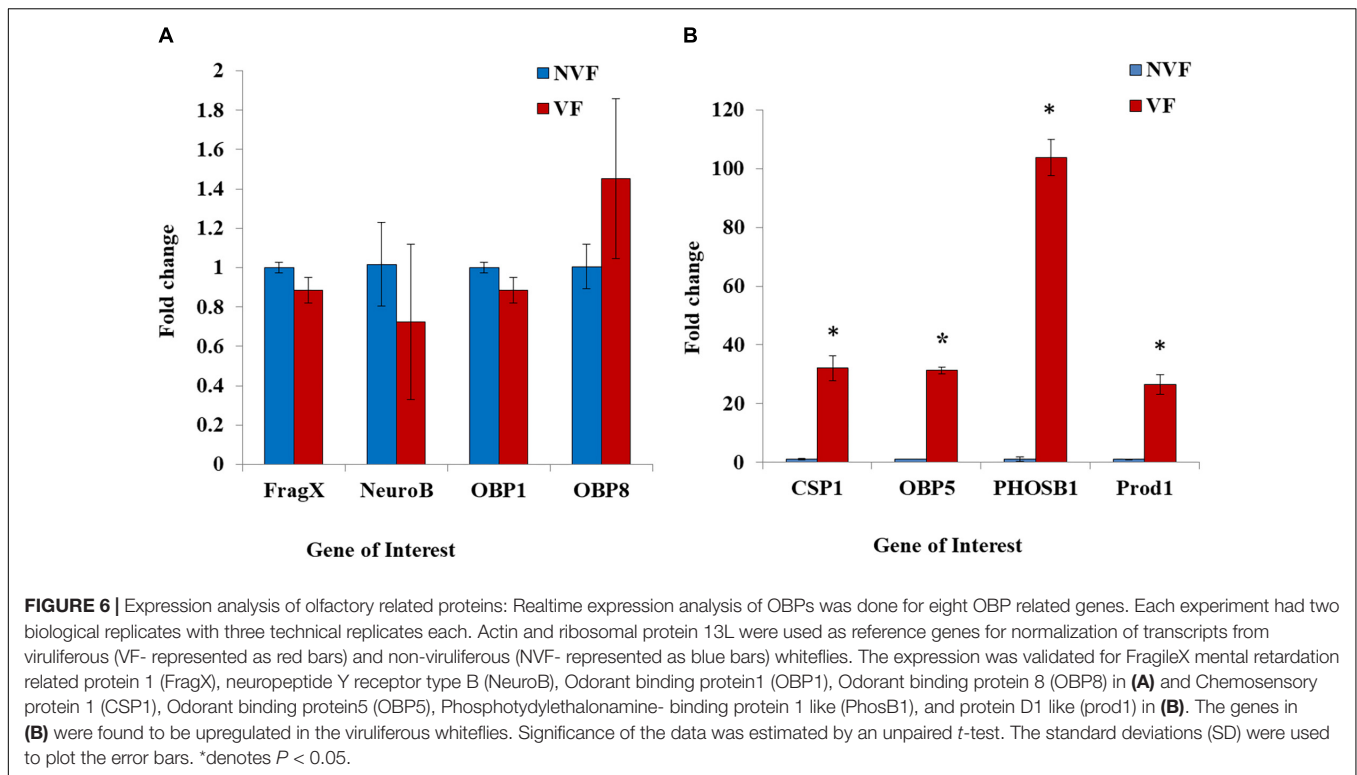 A
NVF
VF
2
1.8
1.6
1.4
1.2
1
0.8
0.6
0.4
0.2
0
Fold change
FragX NeuroB OBP1 OBP8
Gene of Interest
B
NVF
VF
120
100
80
60
40
20
0
Fold change
* * * *
CSP1 OBP5 PHOSB1 Prod1
Gene of Interest
FIGURE 6 | Expression analysis of olfactory related proteins: Realtime expression analysis of OBPs was done for eight OBP related genes. Each experiment had two
biological replicates with three technical replicates each. Actin and ribosomal protein 13L were used as reference genes for normalization of transcripts from
viruliferous (VF- represented as red bars) and non-viruliferous (NVF- represented as blue bars) whiteflies. The expression was validated for FragileX mental retardation
related protein 1 (FragX), neuropeptide Y receptor type B (NeuroB), Odorant binding protein1 (OBP1), Odorant binding protein 8 (OBP8) in (A) and Chemosensory
protein 1 (CSP1), Odorant binding protein5 (OBP5), Phosphotydylethalonamine- binding protein 1 like (PhosB1), and protein D1 like (prod1) in (B). The genes in
(B) were found to be upregulated in the viruliferous whiteflies. Significance of the data was estimated by an unpaired t-test. The standard deviations (SD) were used
to plot the error bars. *denotes P < 0.05.